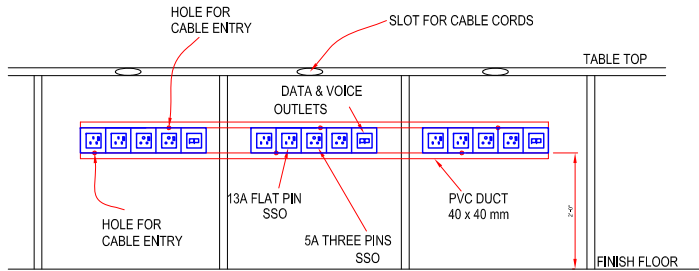 HOLE FOR
CABLE ENTRY
SLOT FOR CABLE CORDS
TABLE TOP
DATA & VOICE
OUTLETS
13A FLAT PIN
SSO
PVC DUCT
40 x 40 mm
2'-0"
HOLE FOR
CABLE ENTRY
5A THREE PINS
SSO
FINISH FLOOR